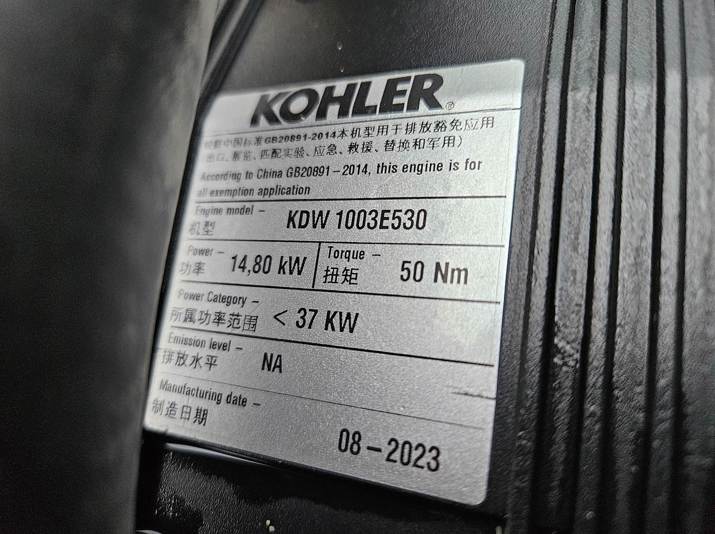 KOHLER®
根据中国标准GB20891-2014本机型用于排放豁免应用
出口、展览、匹配实验、应急、救援、替换和军用）
According to China GB20891-2014, this engine is for
all exemption application
Engine model -
机型
KDW 1003E530
Power -
功率
14,80 kW
Torque -
扭矩
50 Nm
Power Category -
所属功率范围
< 37 KW
Emission level -
排放水平
NA
Manufacturing date -
制造日期
08-2023